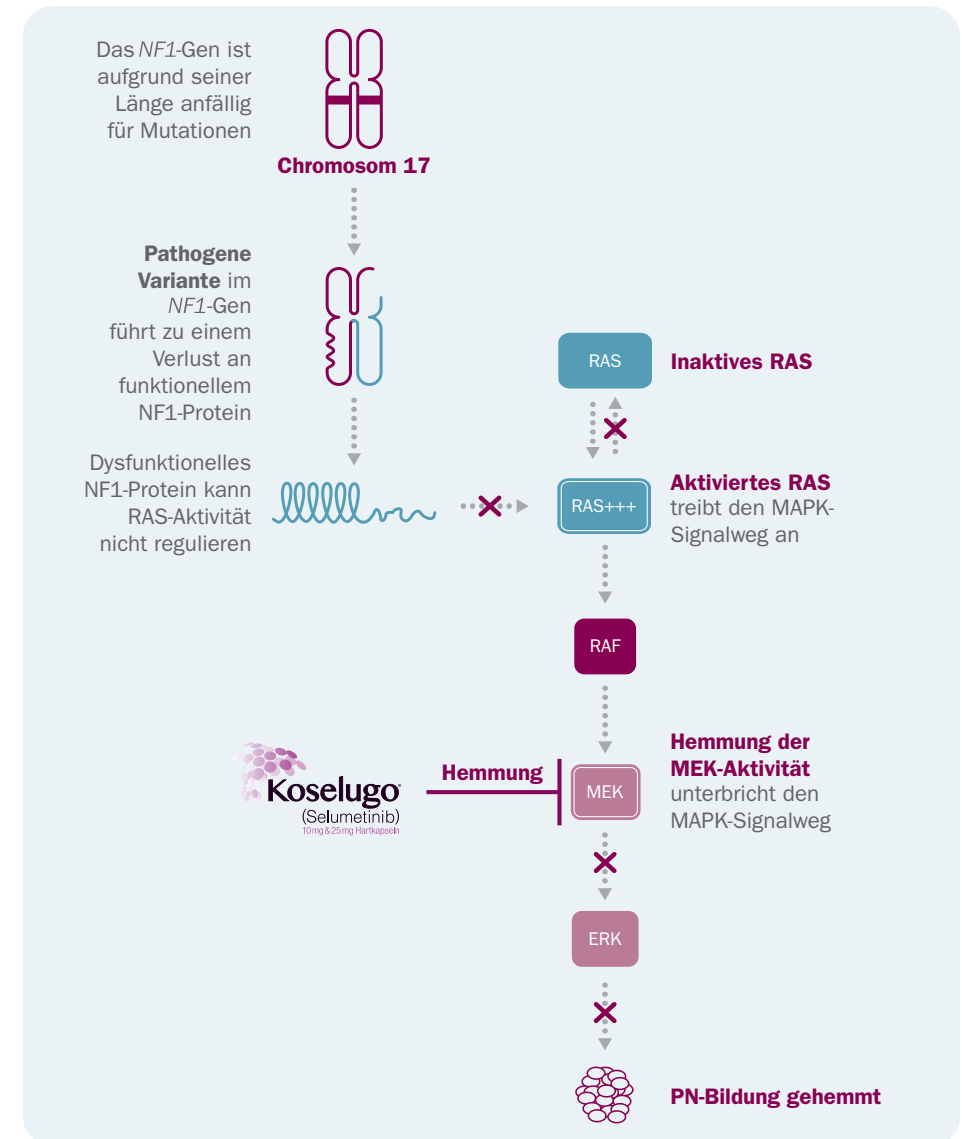 Das NF1-Gen ist
aufgrund seiner
Länge anfällig
für Mutationen
Chromosom 17
Pathogene
Variante im
NF1-Gen
führt zu einem
Verlust an
funktionellem
NF1-Protein
RAS
Inaktives RAS
Dysfunktionelles
NF1-Protein kann
RAS-Aktivität
nicht regulieren
RAS+++
Aktiviertes RAS
treibt den MAPK-
Signalweg an
RAF
Koselugo
(Selumetinib)
10 mg & 25 mg Hartkapseln
Hemmung
MEK
Hemmung der
MEK-Aktivität
unterbricht den
MAPK-Signalweg
ERK
PN-Bildung gehemmt